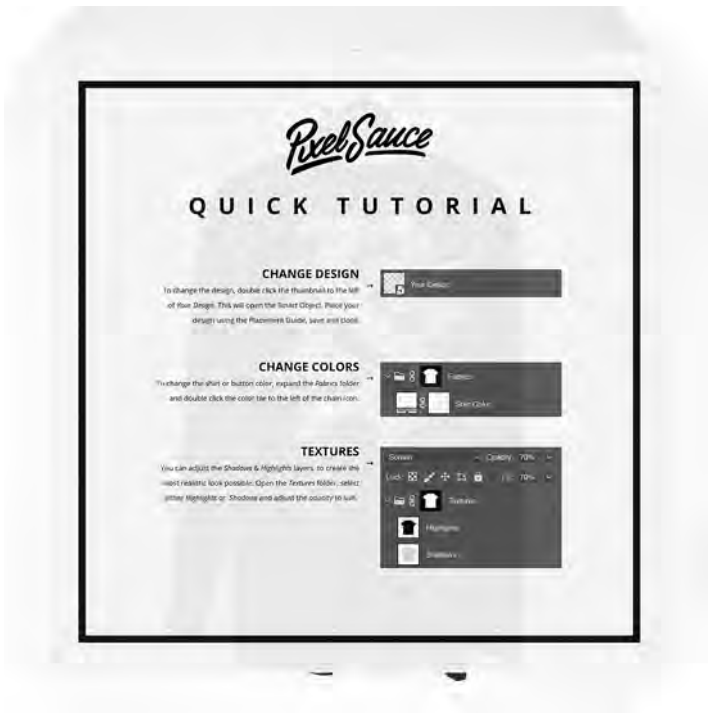 Pixel Sauce
QUICK TUTORIAL
CHANGE DESIGN
To change the design, double click the thumbnail to the left
of Your Design. This will open the Smart Object. Place your
design using the Placement Guide, save and close.
→
Your Design
CHANGE COLORS
To change the shirt or button color, expand the Fabrics folder
and double click the color tile to the left of the chain icon.
→
Fabrics
Shirt Color
TEXTURES
You can adjust the Shadows & Highlights layers, to create the
most realistic look possible. Open the Textures folder, select
either Highlights or Shadows and adjust the opacity to suit.
→
Screen Opacity: 70%
Lock: Fill: 70%
Textures
Highlights
Shadows